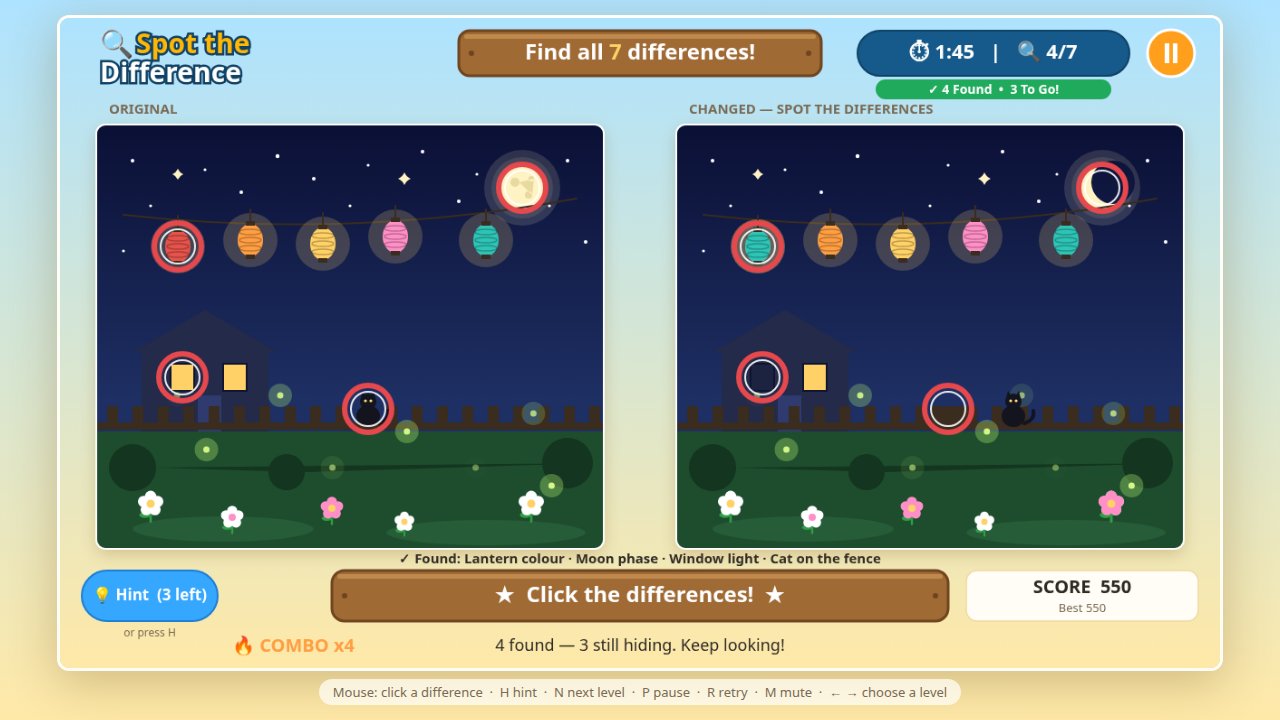 🔍 Spot the
Difference
Find all 7 differences!
⏱ 1:45 | 🔍 4/7
✓ 4 Found • 3 To Go!
ORIGINAL
CHANGED — SPOT THE DIFFERENCES
✓ Found: Lantern colour · Moon phase · Window light · Cat on the fence
💡 Hint (3 left)
or press H
★ Click the differences! ★
SCORE 550
Best 550
🔥 COMBO x4
4 found — 3 still hiding. Keep looking!
Mouse: click a difference · H hint · N next level · P pause · R retry · M mute · ← → choose a level